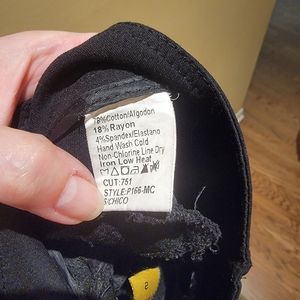 78%Cotton/Algodon
18%Rayon
4%Spandex/Elastano
Hand Wash Cold
Non-Chlorine Line Dry
Iron Low Heat
CUT:751
STYLE:P166-MC
S/CHICO
S